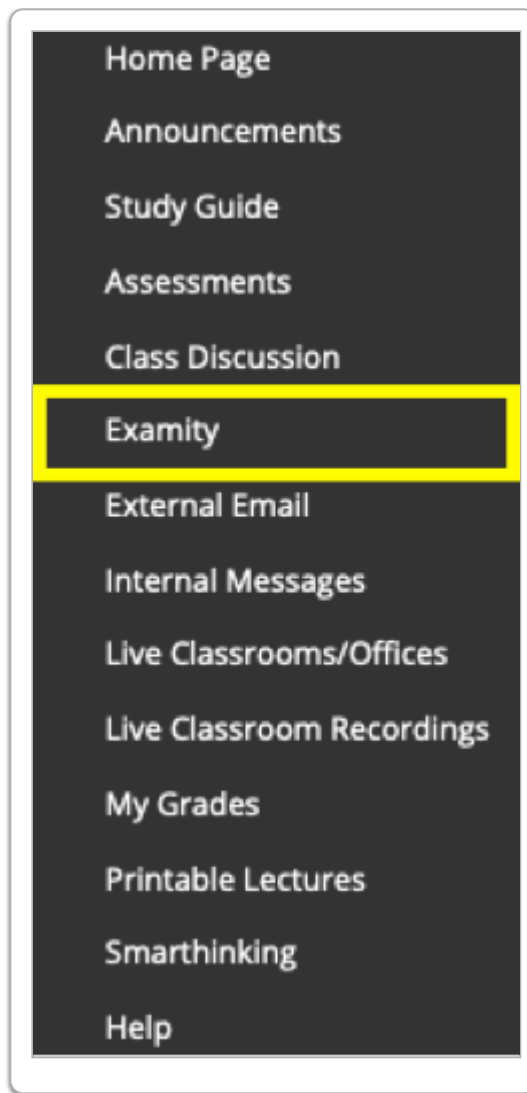 Home Page
Announcements
Study Guide
Assessments
Class Discussion
Examity
External Email
Internal Messages
Live Classrooms/Offices
Live Classroom Recordings
My Grades
Printable Lectures
Smarthinking
Help